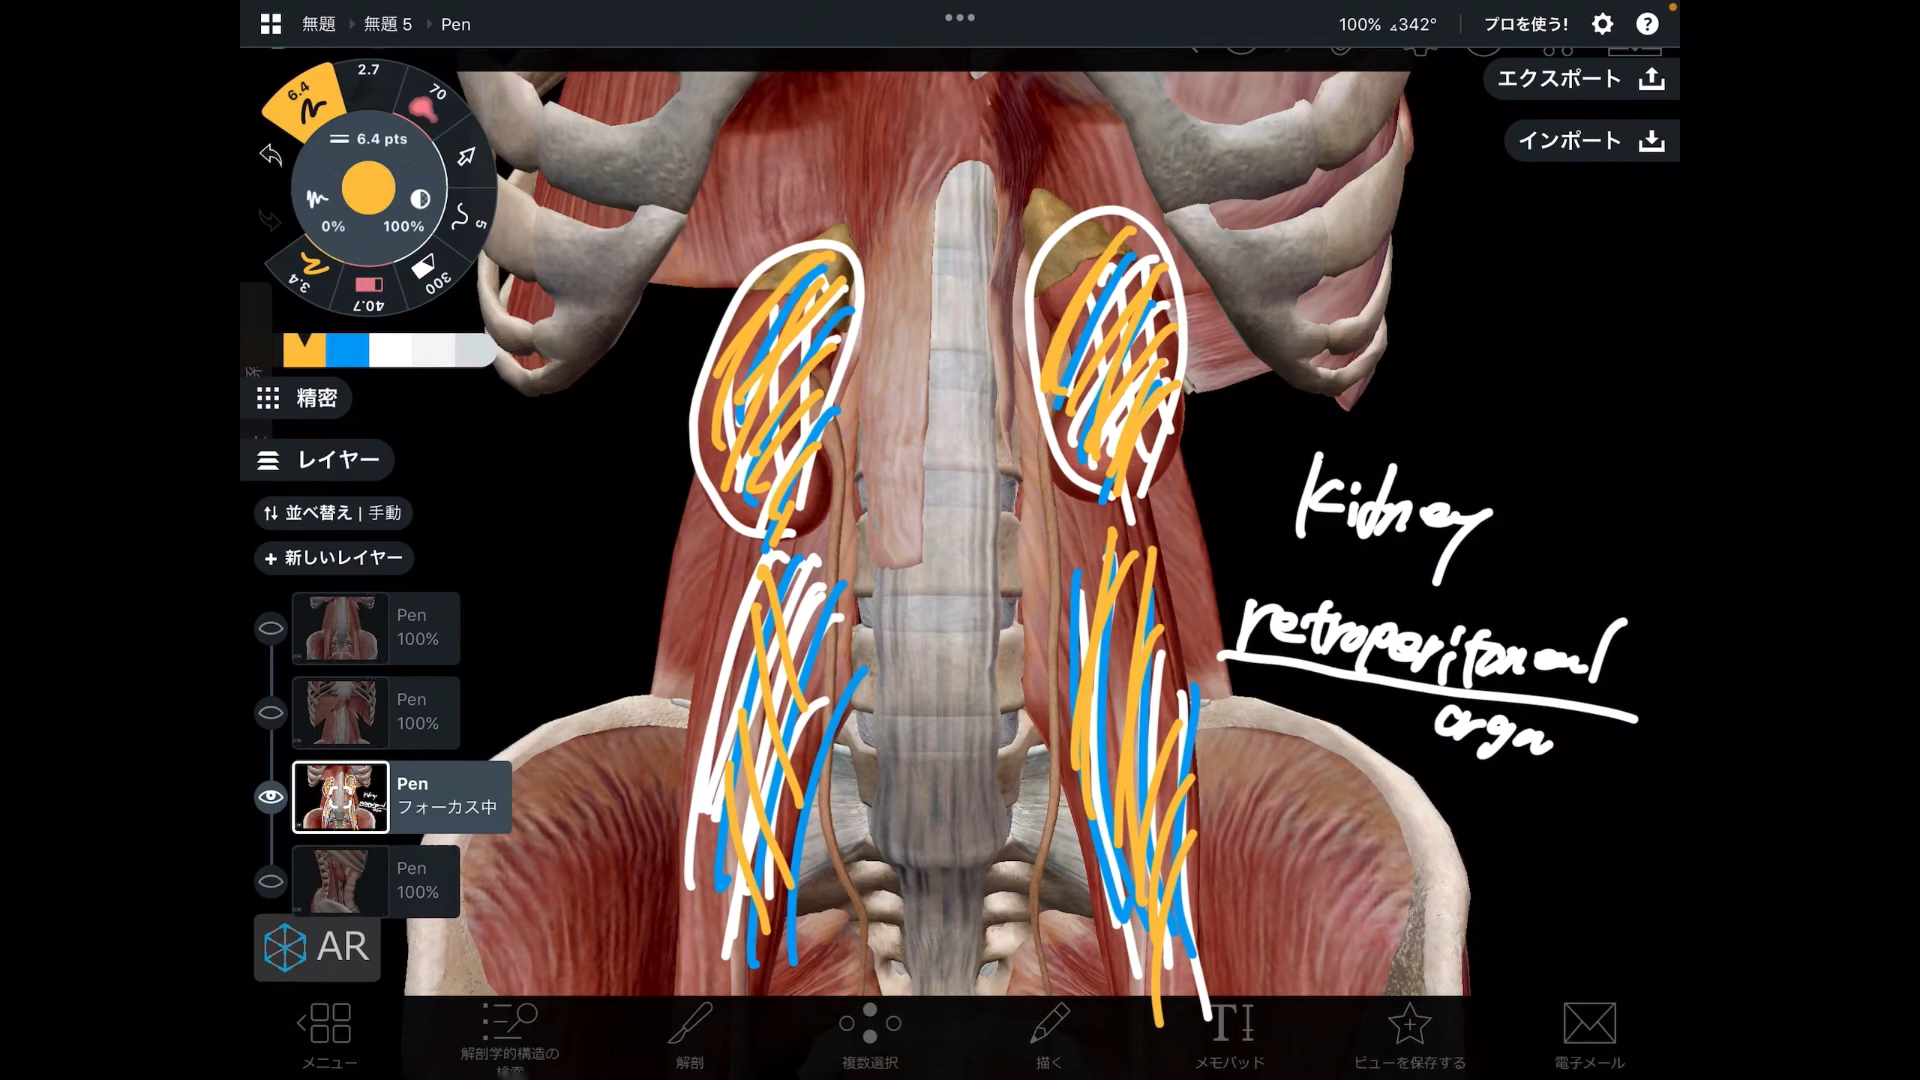 無題 無題 5 Pen
100% 342°
プロを使う!
エクスポート
インポート
2.7
6.4
70
6.4 pts
0% 100%
5
3.4
40.7
300
精密
レイヤー
並べ替え | 手動
+ 新しいレイヤー
Pen
100%
Pen
100%
Pen
フォーカス中
Pen
100%
AR
kidney
retroperitoneal
メニュー
解剖学的構造の
検索
解剖
複数選択
描く
メモパッド
ビューを保存する
電子メール